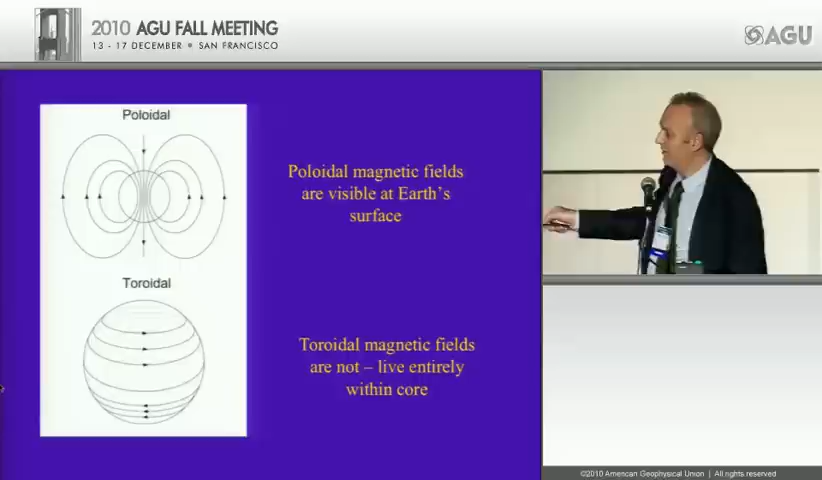 2010 AGU FALL MEETING
13 - 17 DECEMBER • SAN FRANCISCO
AGU
Poloidal
Poloidal magnetic fields
are visible at Earth's
surface
Toroidal
Toroidal magnetic fields
are not – live entirely
within core
©2010 American Geophysical Union | All rights reserved